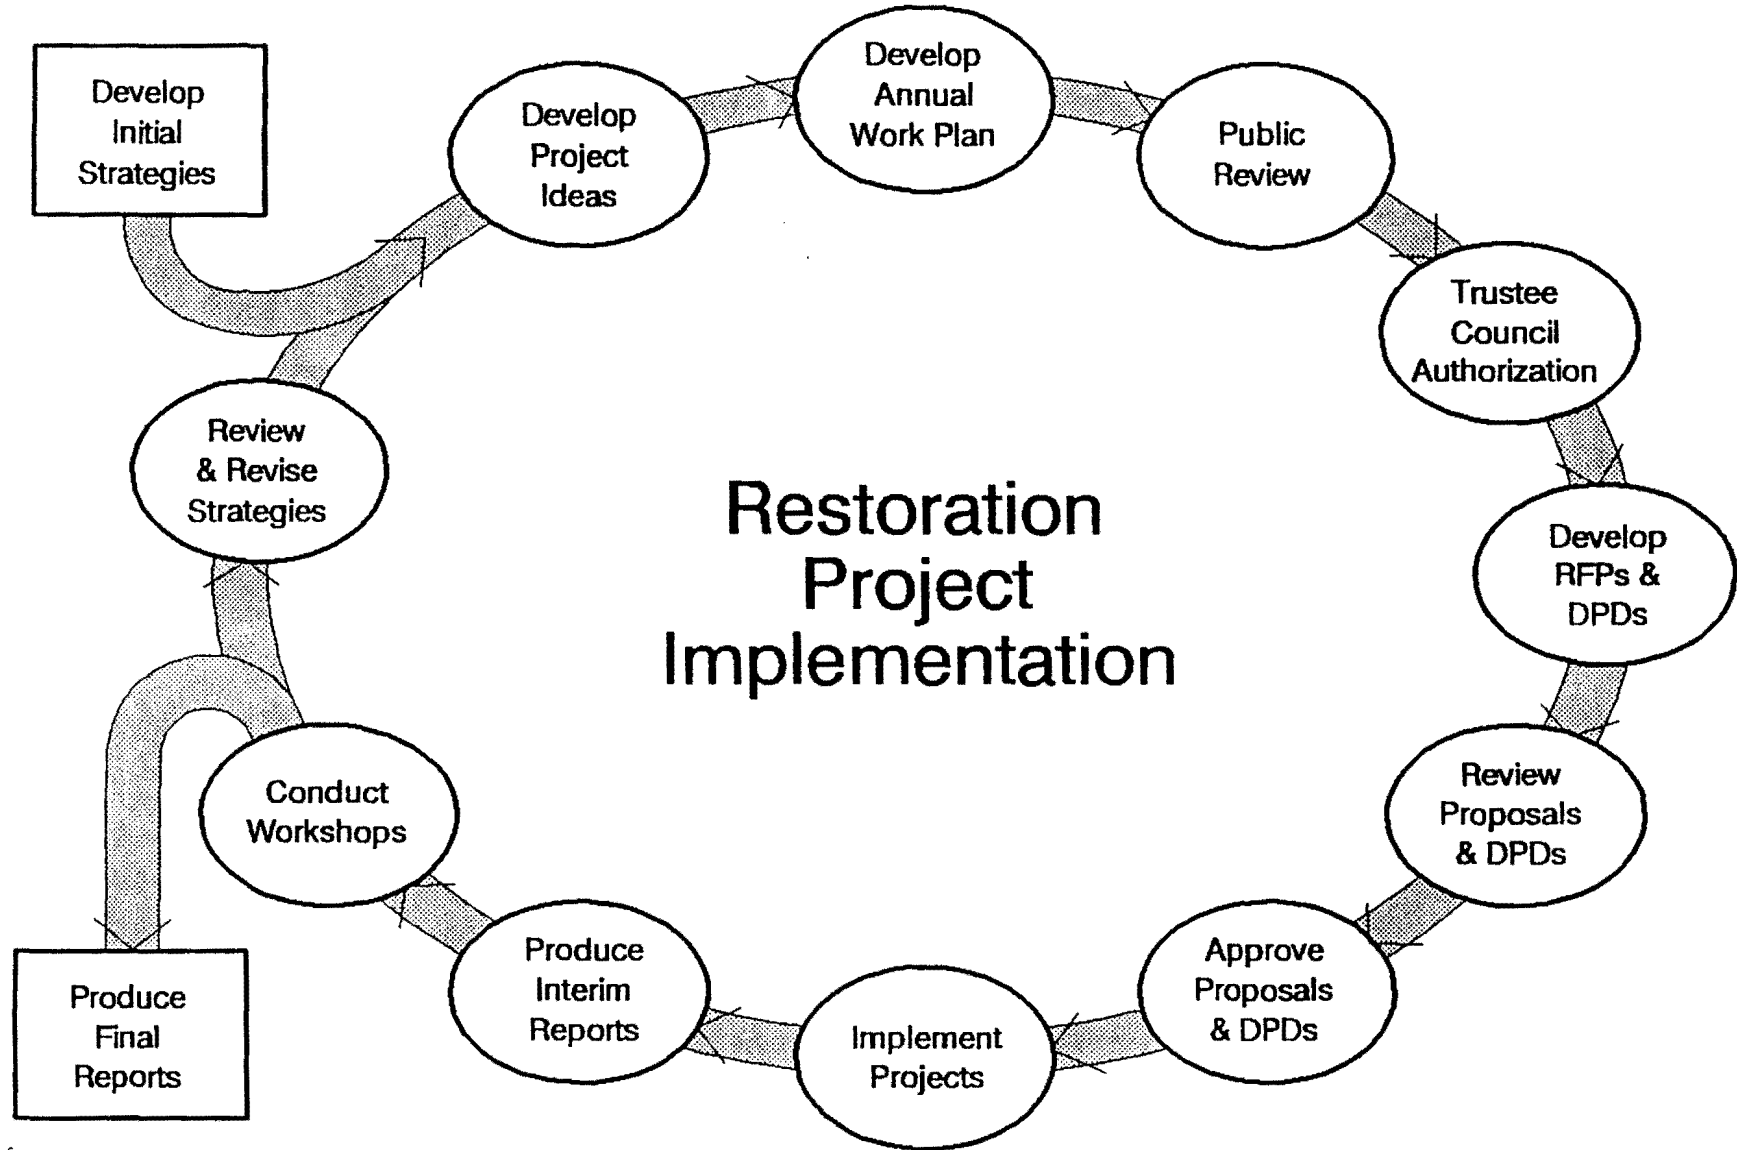 Develop
Initial
Strategies
Develop
Project
Ideas
Develop
Annual
Work Plan
Public
Review
Trustee
Council
Authorization
Develop
RFPs &
DPDs
Review
Proposals
& DPDs
Approve
Proposals
& DPDs
Implement
Projects
Produce
Interim
Reports
Conduct
Workshops
Review
& Revise
Strategies
Produce
Final
Reports
Restoration
Project
Implementation